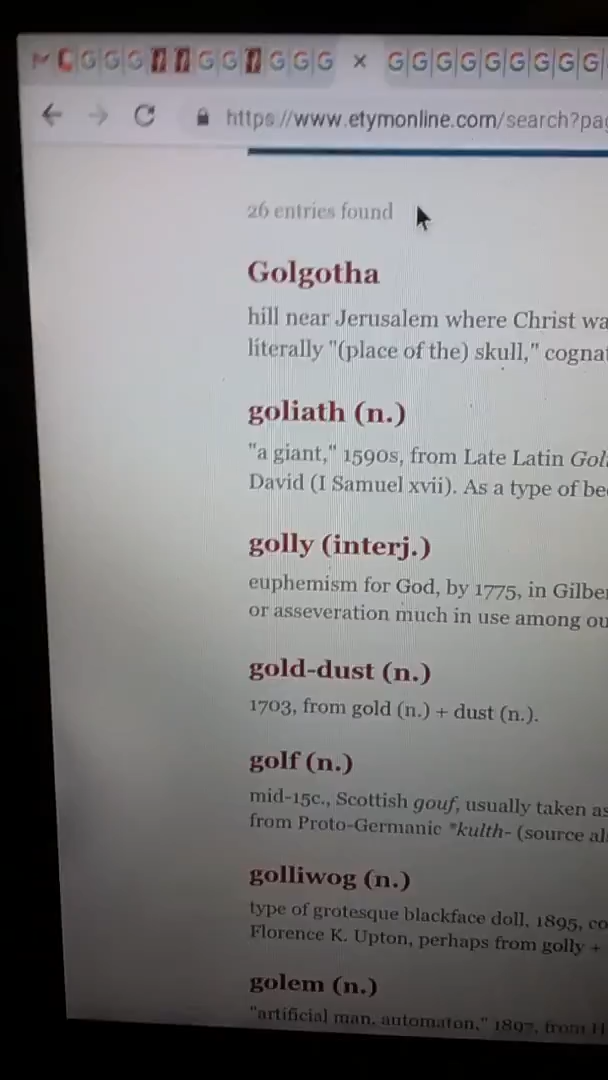 https://www.etymonline.com/search?pag
26 entries found
Golgotha
hill near Jerusalem where Christ wa
literally "(place of the) skull," cognat
goliath (n.)
"a giant," 1590s, from Late Latin Goli
David (I Samuel xvii). As a type of be
golly (interj.)
euphemism for God, by 1775, in Gilber
or asseveration much in use among ou
gold-dust (n.)
1703, from gold (n.) + dust (n.).
golf (n.)
mid-15c., Scottish gouf, usually taken as
from Proto-Germanic *kulth- (source als
golliwog (n.)
type of grotesque blackface doll, 1895, co
Florence K. Upton, perhaps from golly +
golem (n.)
"artificial man, automaton," 1897, from H